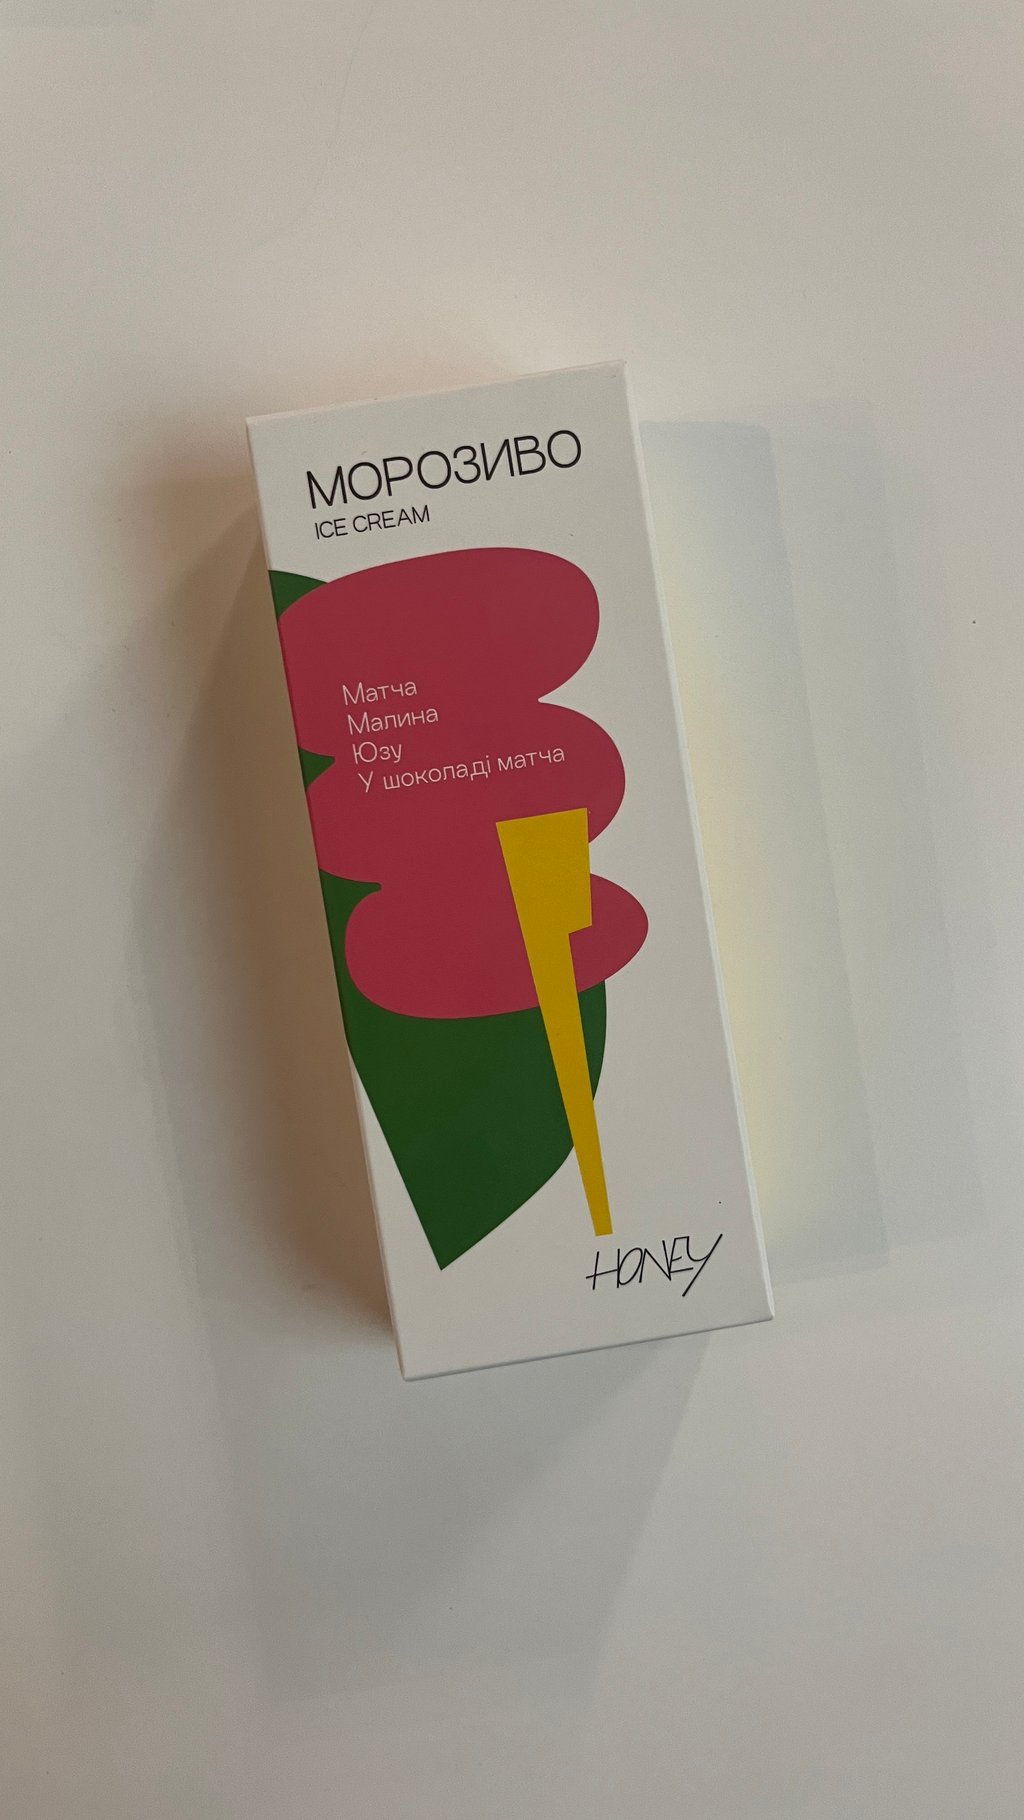 МОРОЗИВО
ICE CREAM
Матча
Малина
Юзу
У шоколаді матча
HONEY